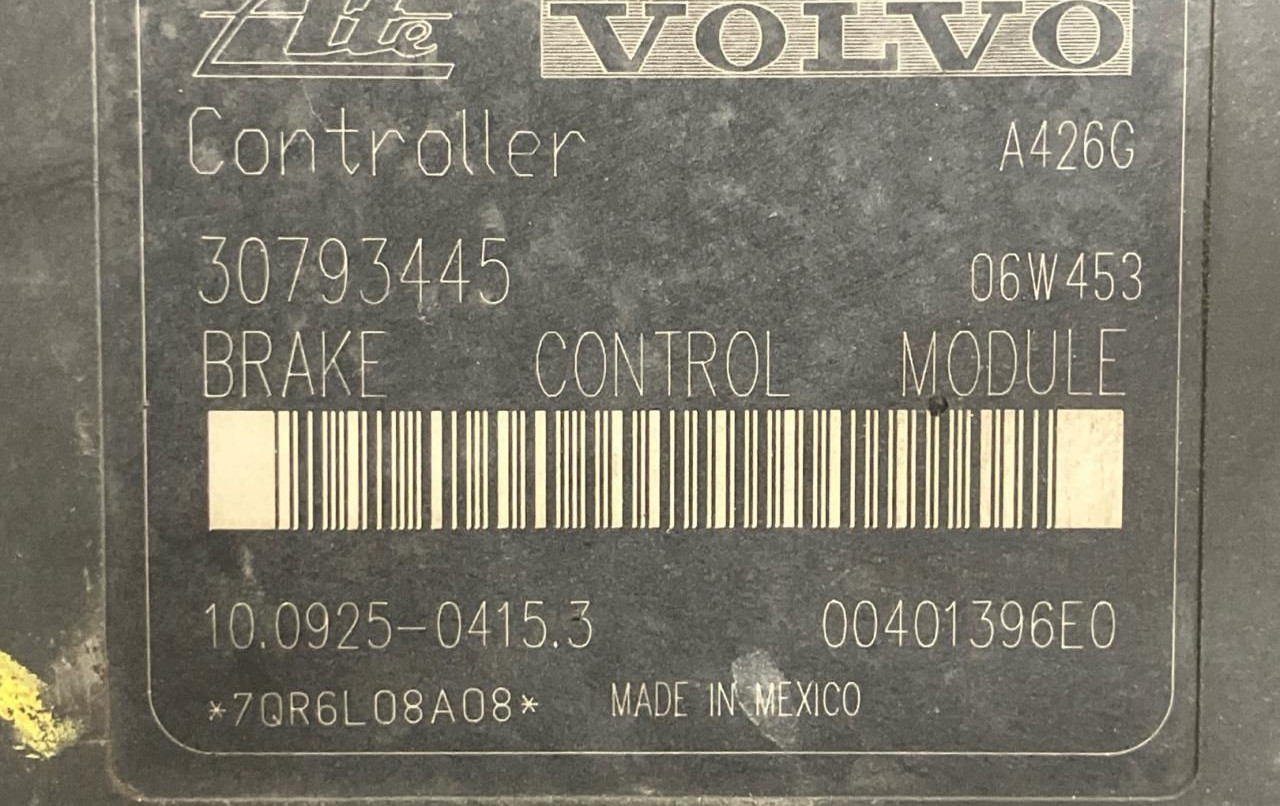 Ate VOLVO
Controller A426G
30793445 06W453
BRAKE CONTROL MODULE
10.0925-0415.3 00401396E0
*7QR6L08A08* MADE IN MEXICO